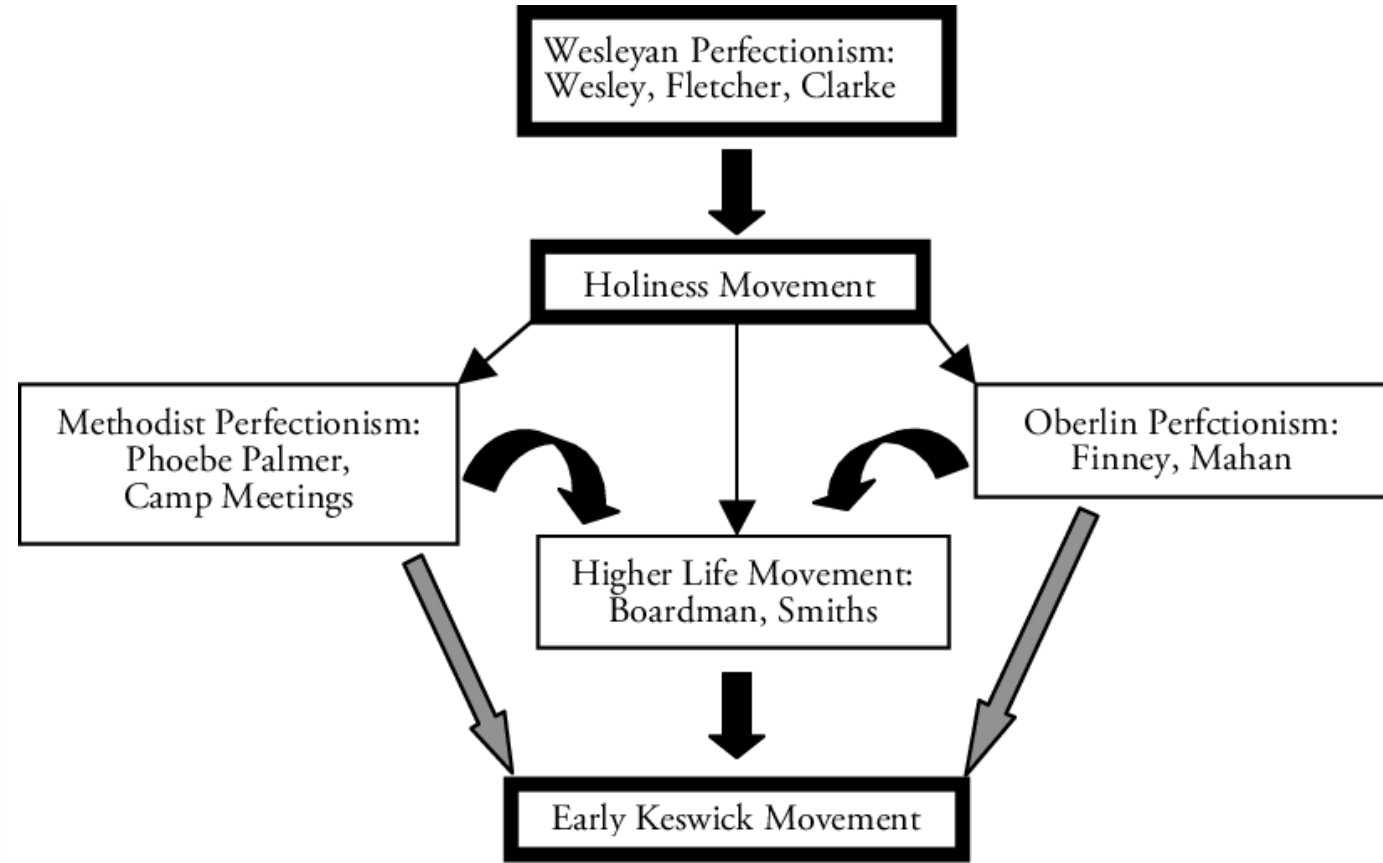 Wesleyan Perfectionism:
Wesley, Fletcher, Clarke
Holiness Movement
Methodist Perfectionism:
Phoebe Palmer,
Camp Meetings
Oberlin Perfctionism:
Finney, Mahan
Higher Life Movement:
Boardman, Smiths
Early Keswick Movement